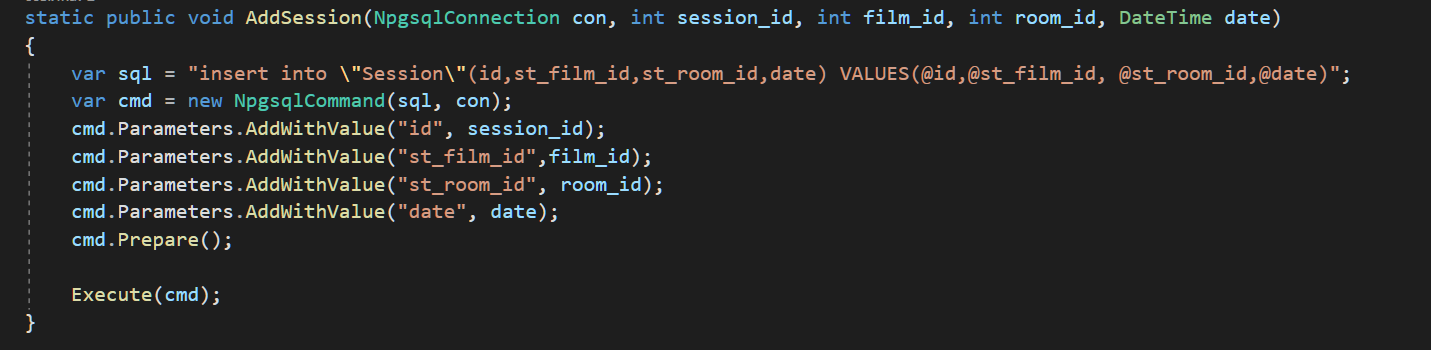 static public void AddSession(NpgsqlConnection con, int session_id, int film_id, int room_id, DateTime date)
{
var sql = "insert into \"Session\"(id,st_film_id,st_room_id,date) VALUES(@id,@st_film_id, @st_room_id,@date)";
var cmd = new NpgsqlCommand(sql, con);
cmd.Parameters.AddWithValue("id", session_id);
cmd.Parameters.AddWithValue("st_film_id",film_id);
cmd.Parameters.AddWithValue("st_room_id", room_id);
cmd.Parameters.AddWithValue("date", date);
cmd.Prepare();
Execute(cmd);
}